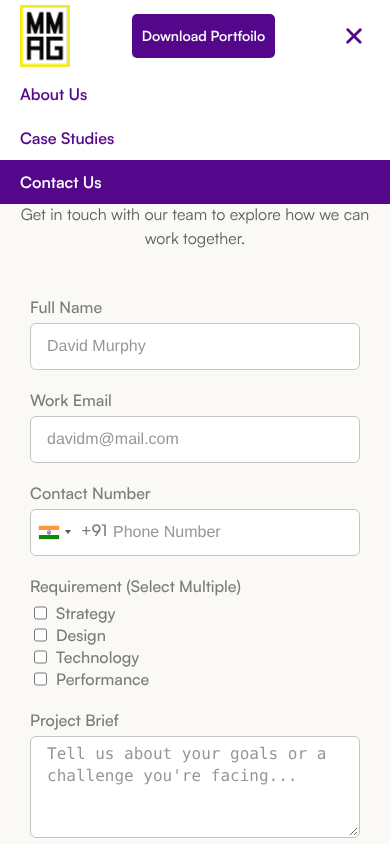 MM
AG
Download Portfoilo
About Us
Case Studies
Contact Us
Get in touch with our team to explore how we can
work together.
Full Name
David Murphy
Work Email
davidm@mail.com
Contact Number
+91 Phone Number
Requirement (Select Multiple)
Strategy
Design
Technology
Performance
Project Brief
Tell us about your goals or a
challenge you're facing...